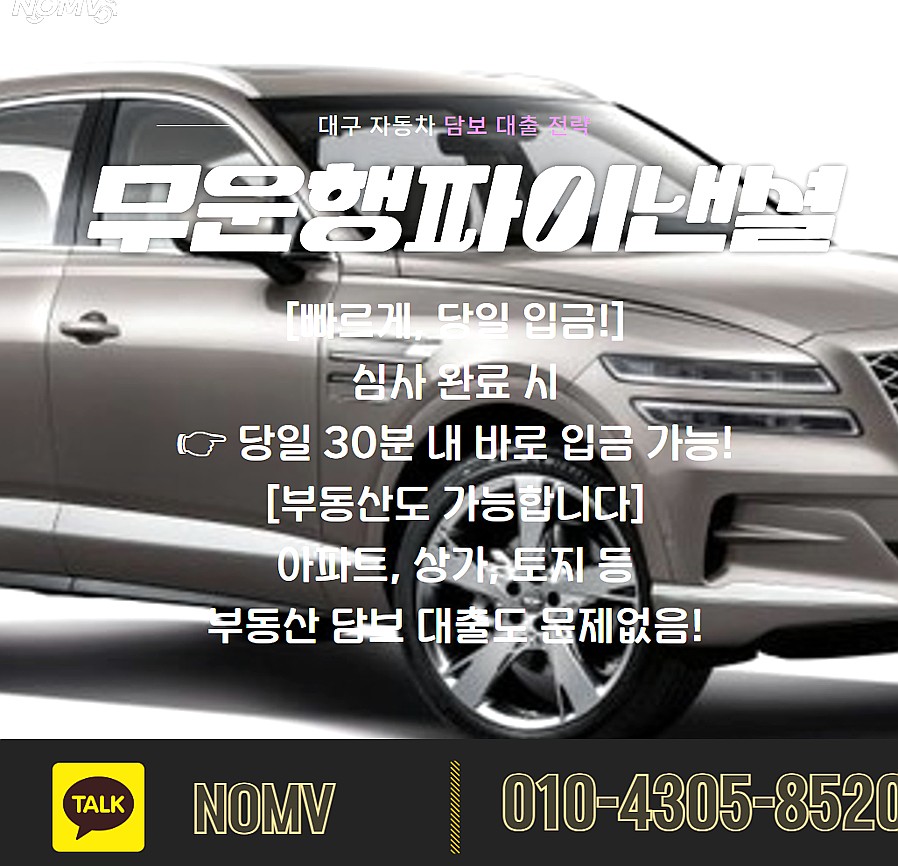 NOMV
대구 자동차 담보 대출 전략
무운행파이낸셜
[빠르게, 당일 입금!]
심사 완료 시
👉 당일 30분 내 바로 입금 가능!
[부동산도 가능합니다]
아파트, 상가, 토지 등
부동산 담보 대출도 문제없음!
TALK NOMV 010-4305-8520